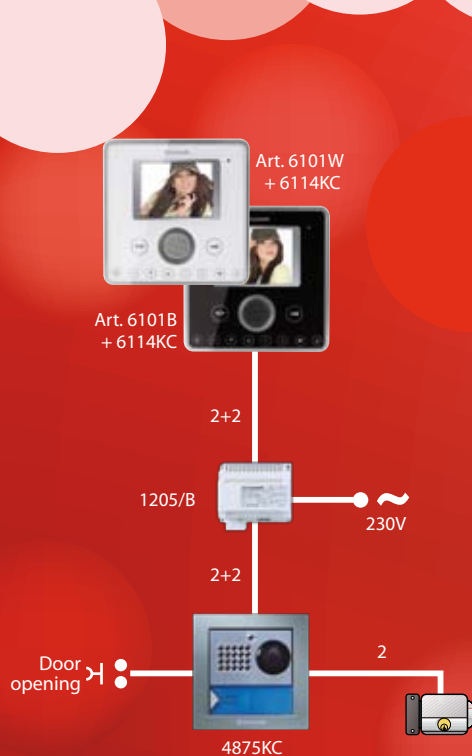 Art. 6101W
+ 6114KC
Art. 6101B
+ 6114KC
2+2
1205/B
230V
2+2
Door
opening
2
4875KC